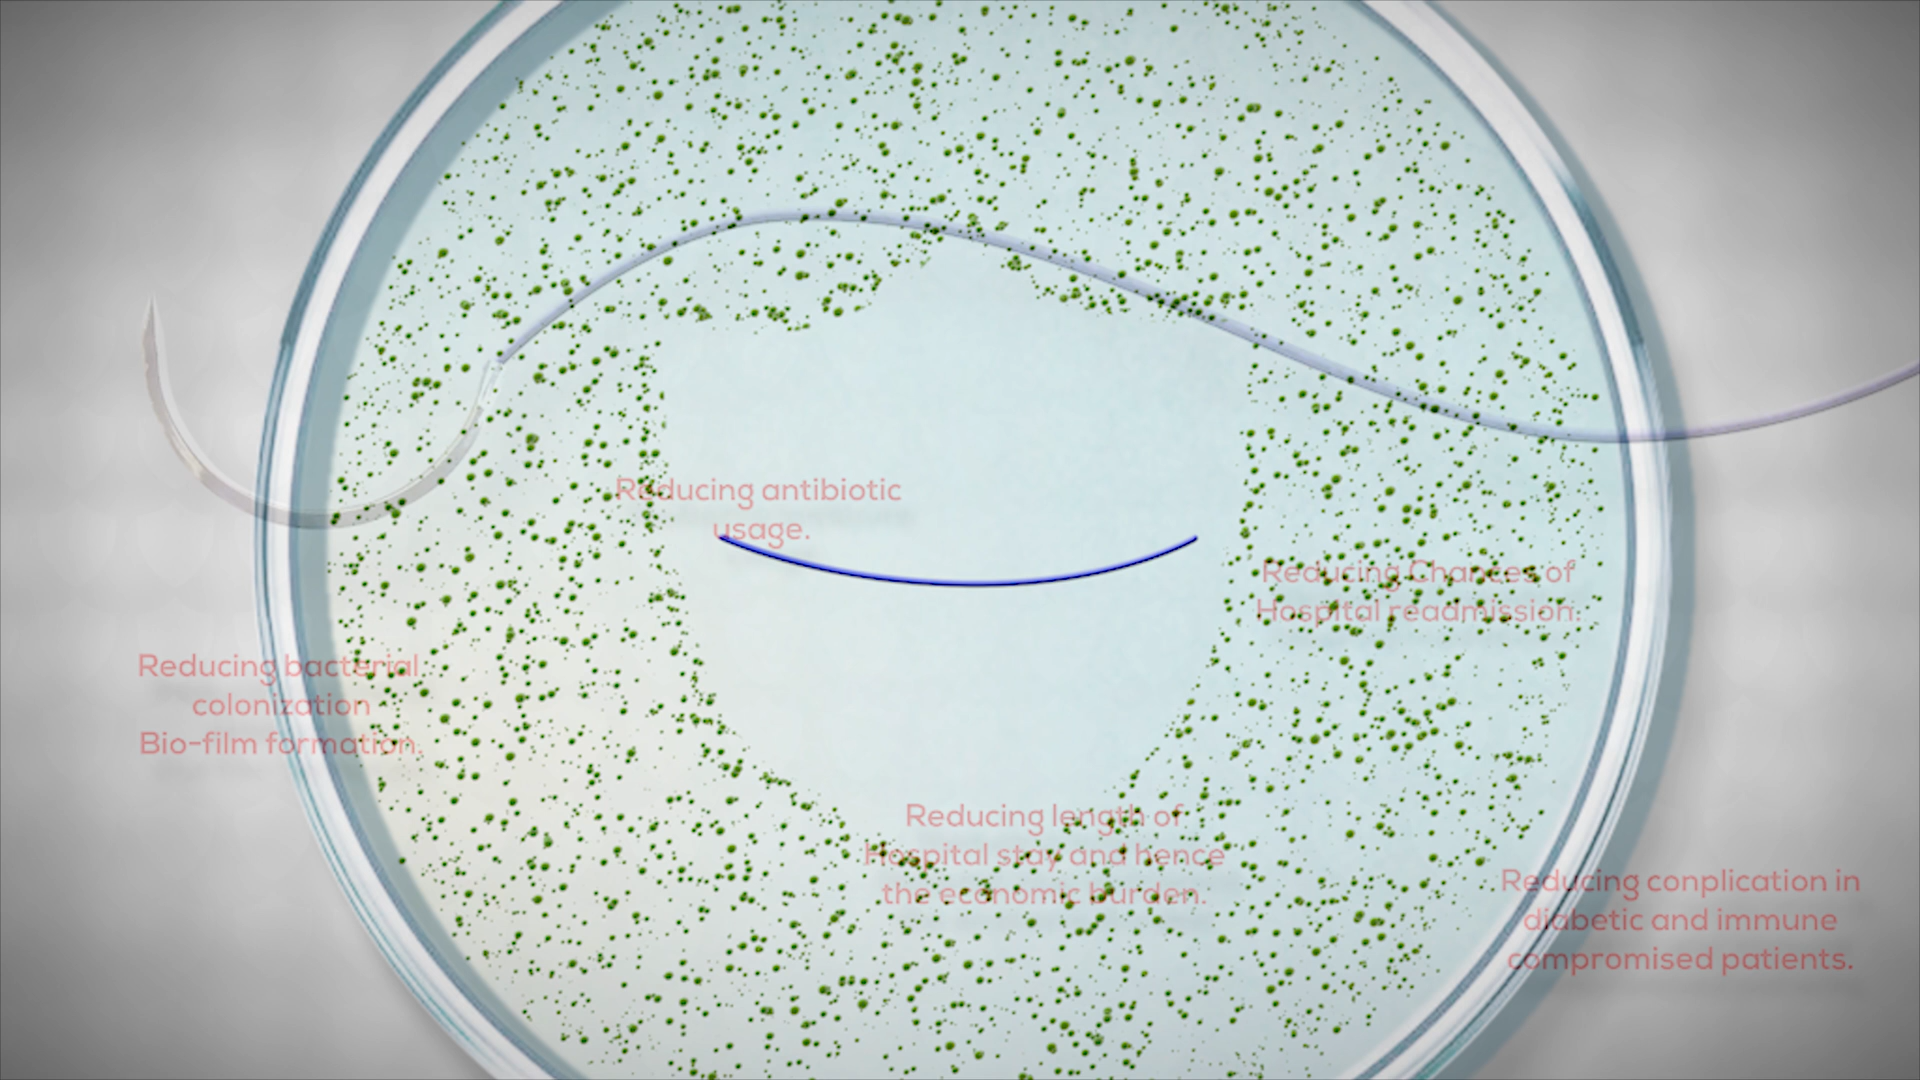 Reducing antibiotic
usage.
Reducing Chances of
Hospital readmission.
Reducing bacterial
colonization
Bio-film formation.
Reducing length of
Hospital stay and hence
the economic burden.
Reducing conplication in
diabetic and immune
compromised patients.